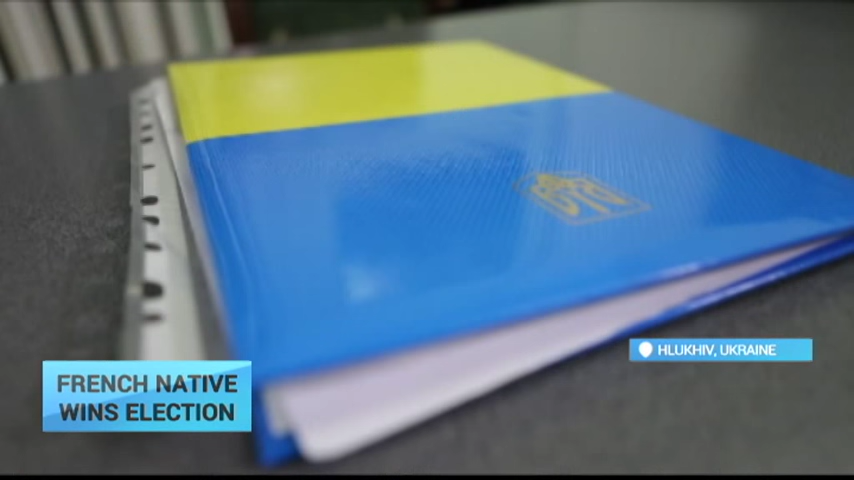 HLUKHIV, UKRAINE
FRENCH NATIVE
WINS ELECTION